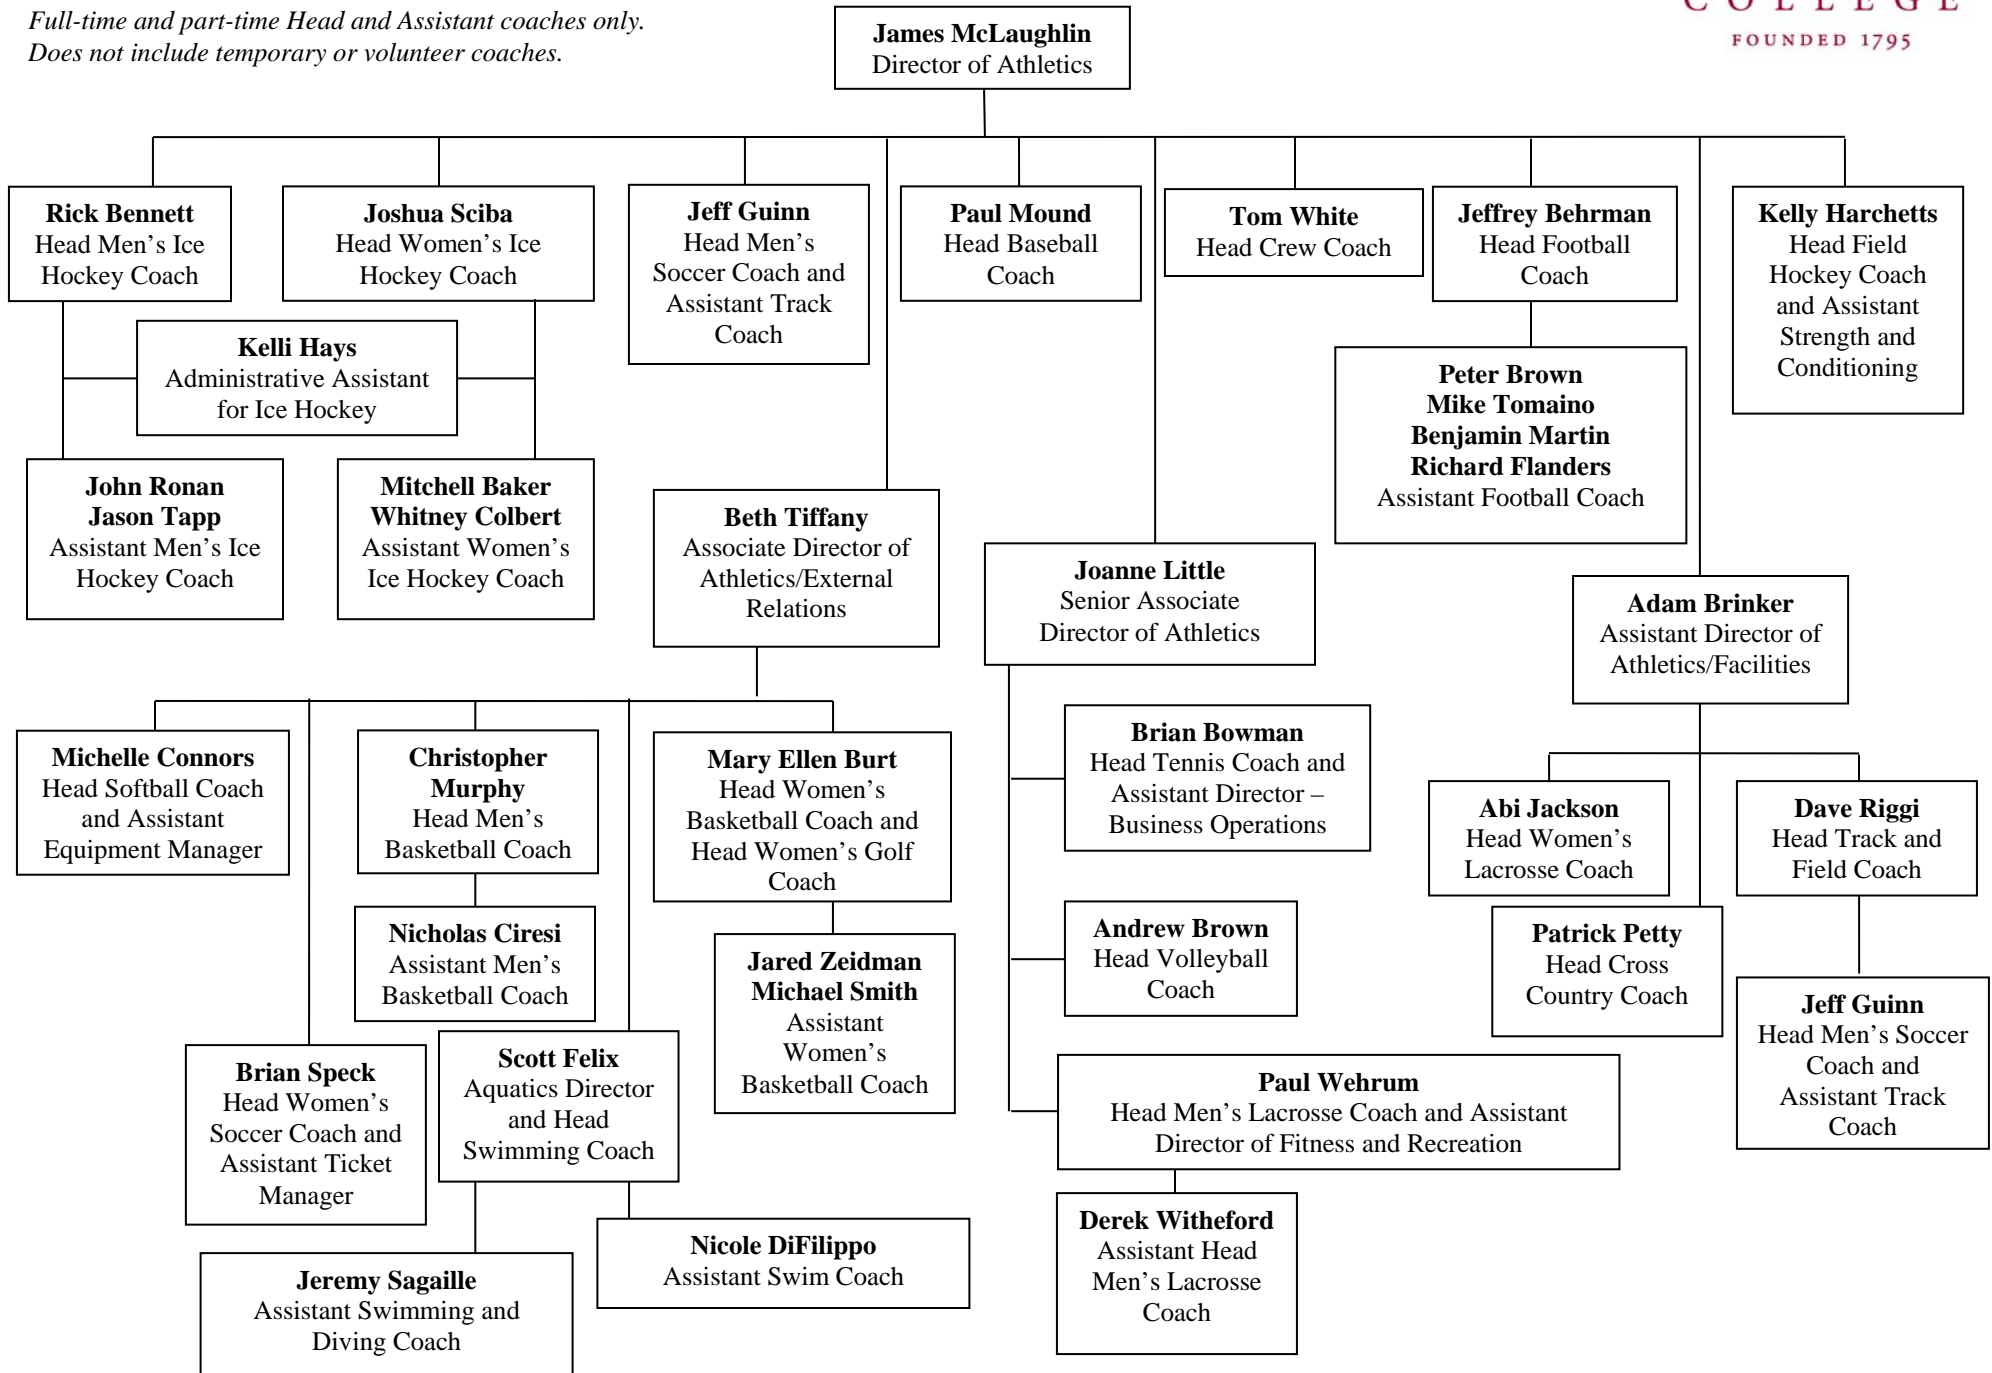 Full-time and part-time Head and Assistant coaches only.
Does not include temporary or volunteer coaches.
COLLEGE
FOUNDED 1795
James McLaughlin
Director of Athletics
Rick Bennett
Head Men’s Ice
Hockey Coach
Joshua Sciba
Head Women’s Ice
Hockey Coach
Jeff Guinn
Head Men’s
Soccer Coach and
Assistant Track
Coach
Paul Mound
Head Baseball
Coach
Tom White
Head Crew Coach
Jeffrey Behrman
Head Football
Coach
Kelly Harchetts
Head Field
Hockey Coach
and Assistant
Strength and
Conditioning
Kelli Hays
Administrative Assistant
for Ice Hockey
Peter Brown
Mike Tomaino
Benjamin Martin
Richard Flanders
Assistant Football Coach
John Ronan
Jason Tapp
Assistant Men’s Ice
Hockey Coach
Mitchell Baker
Whitney Colbert
Assistant Women’s
Ice Hockey Coach
Beth Tiffany
Associate Director of
Athletics/External
Relations
Joanne Little
Senior Associate
Director of Athletics
Adam Brinker
Assistant Director of
Athletics/Facilities
Michelle Connors
Head Softball Coach
and Assistant
Equipment Manager
Christopher
Murphy
Head Men’s
Basketball Coach
Mary Ellen Burt
Head Women’s
Basketball Coach and
Head Women’s Golf
Coach
Brian Bowman
Head Tennis Coach and
Assistant Director –
Business Operations
Abi Jackson
Head Women’s
Lacrosse Coach
Dave Riggi
Head Track and
Field Coach
Nicholas Ciresi
Assistant Men’s
Basketball Coach
Jared Zeidman
Michael Smith
Assistant
Women’s
Basketball Coach
Andrew Brown
Head Volleyball
Coach
Patrick Petty
Head Cross
Country Coach
Jeff Guinn
Head Men’s Soccer
Coach and
Assistant Track
Coach
Brian Speck
Head Women’s
Soccer Coach and
Assistant Ticket
Manager
Scott Felix
Aquatics Director
and Head
Swimming Coach
Paul Wehrum
Head Men’s Lacrosse Coach and Assistant
Director of Fitness and Recreation
Derek Witheford
Assistant Head
Men’s Lacrosse
Coach
Nicole DiFilippo
Assistant Swim Coach
Jeremy Sagaille
Assistant Swimming and
Diving Coach